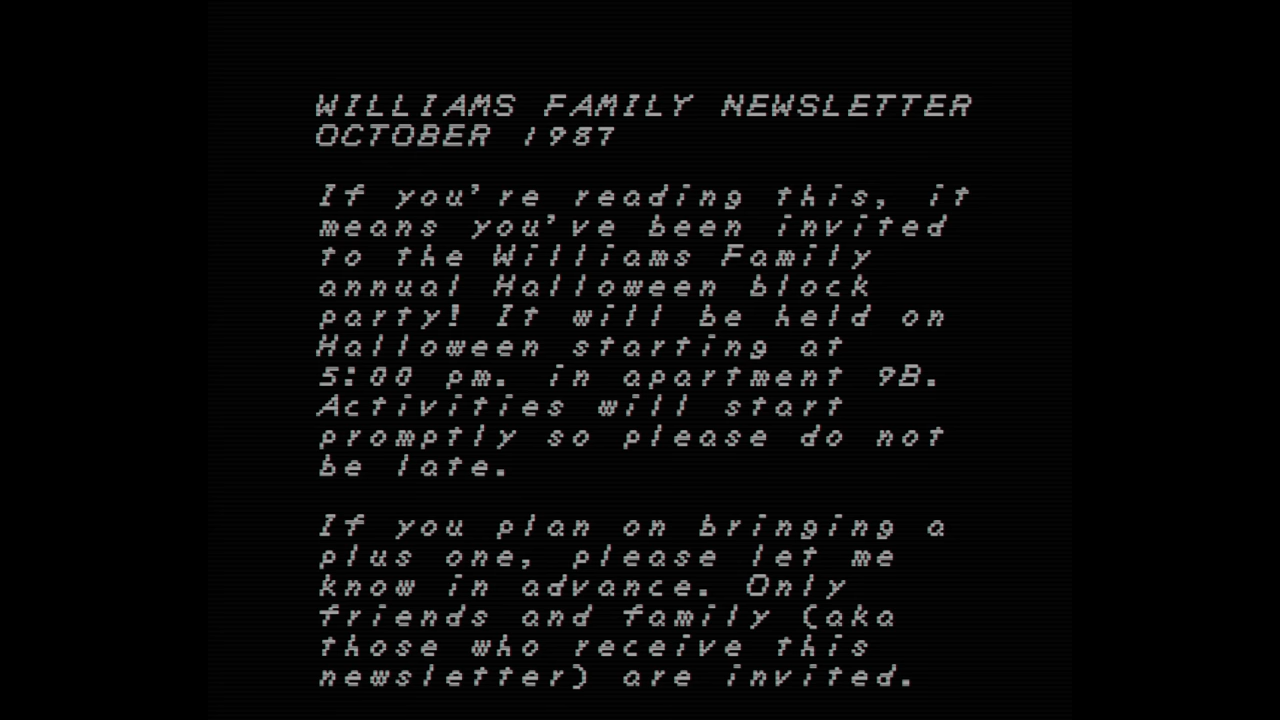 WILLIAMS FAMILY NEWSLETTER
OCTOBER 1987
If you're reading this, it
means you've been invited
to the Williams Family
annual Halloween block
party! It will be held on
Halloween starting at
5:00 pm. in apartment 9B.
Activities will start
promptly so please do not
be late.
If you plan on bringing a
plus one, please let me
know in advance. Only
friends and family (aka
those who receive this
newsletter) are invited.